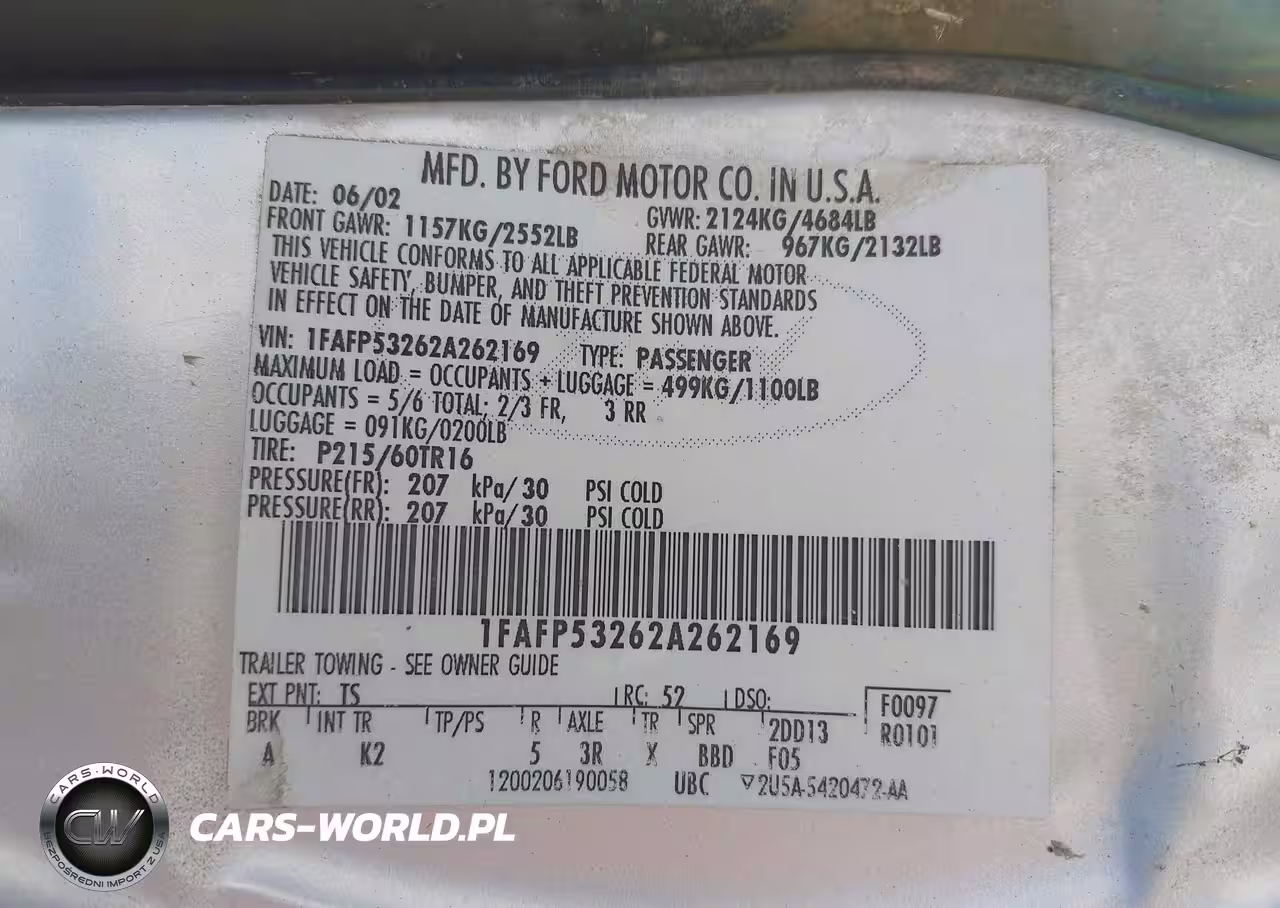 MFD. BY FORD MOTOR CO. IN U.S.A.
DATE: 06/02 GVWR: 2124KG/4684LB
FRONT GAWR: 1157KG/2552LB REAR GAWR: 967KG/2132LB
THIS VEHICLE CONFORMS TO ALL APPLICABLE FEDERAL MOTOR
VEHICLE SAFETY, BUMPER, AND THEFT PREVENTION STANDARDS
IN EFFECT ON THE DATE OF MANUFACTURE SHOWN ABOVE.
VIN: 1FAFP53262A262169 TYPE: PASSENGER
MAXIMUM LOAD = OCCUPANTS + LUGGAGE = 499KG/1100LB
OCCUPANTS = 5/6 TOTAL: 2/3 FR, 3 RR
LUGGAGE = 091KG/0200LB
TIRE: P215/60TR16
PRESSURE(FR): 207 kPa/30 PSI COLD
PRESSURE(RR): 207 kPa/30 PSI COLD
1FAFP53262A262169
TRAILER TOWING - SEE OWNER GUIDE
EXT PNT: TS RC: 52 DSO: F0097
BRK INT TR TP/PS R AXLE TR SPR 2DD13 R0101
A K2 5 3R X BBD F05
1200206190058 UBC ▽2U5A-5420472-AA
CARS-WORLD
CW
BEZPOŚREDNI IMPORT Z USA
CARS-WORLD.PL